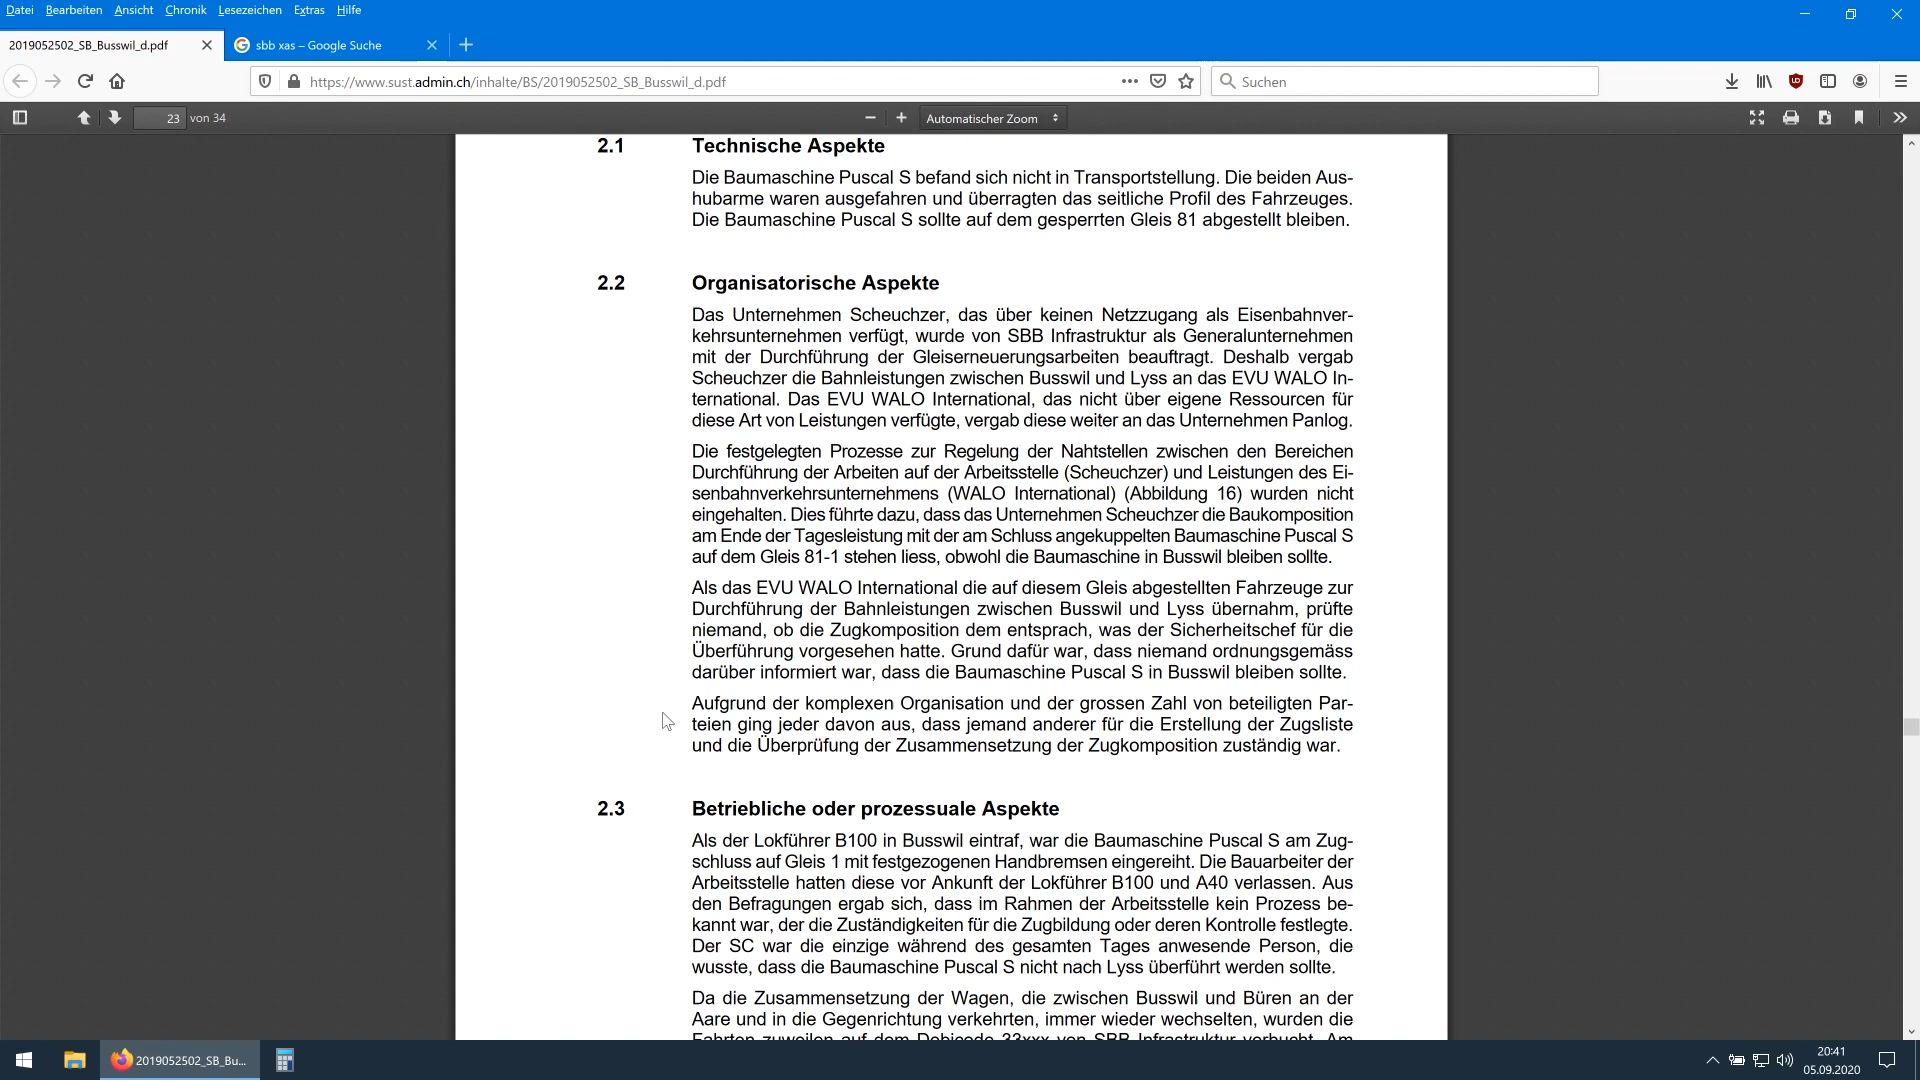 Datei Bearbeiten Ansicht Chronik Lesezeichen Extras Hilfe
2019052502_SB_Busswil_d.pdf
sbb xas – Google Suche
https://www.sust.admin.ch/inhalte/BS/2019052502_SB_Busswil_d.pdf
Suchen
23 von 34
Automatischer Zoom
2.1 Technische Aspekte
Die Baumaschine Puscal S befand sich nicht in Transportstellung. Die beiden Aus-
hubarme waren ausgefahren und überragten das seitliche Profil des Fahrzeuges.
Die Baumaschine Puscal S sollte auf dem gesperrten Gleis 81 abgestellt bleiben.
2.2 Organisatorische Aspekte
Das Unternehmen Scheuchzer, das über keinen Netzzugang als Eisenbahnver-
kehrsunternehmen verfügt, wurde von SBB Infrastruktur als Generalunternehmen
mit der Durchführung der Gleiserneuerungsarbeiten beauftragt. Deshalb vergab
Scheuchzer die Bahnleistungen zwischen Busswil und Lyss an das EVU WALO In-
ternational. Das EVU WALO International, das nicht über eigene Ressourcen für
diese Art von Leistungen verfügte, vergab diese weiter an das Unternehmen Panlog.
Die festgelegten Prozesse zur Regelung der Nahtstellen zwischen den Bereichen
Durchführung der Arbeiten auf der Arbeitsstelle (Scheuchzer) und Leistungen des Ei-
senbahnverkehrsunternehmens (WALO International) (Abbildung 16) wurden nicht
eingehalten. Dies führte dazu, dass das Unternehmen Scheuchzer die Baukomposition
am Ende der Tagesleistung mit der am Schluss angekuppelten Baumaschine Puscal S
auf dem Gleis 81-1 stehen liess, obwohl die Baumaschine in Busswil bleiben sollte.
Als das EVU WALO International die auf diesem Gleis abgestellten Fahrzeuge zur
Durchführung der Bahnleistungen zwischen Busswil und Lyss übernahm, prüfte
niemand, ob die Zugkomposition dem entsprach, was der Sicherheitschef für die
Überführung vorgesehen hatte. Grund dafür war, dass niemand ordnungsgemäss
darüber informiert war, dass die Baumaschine Puscal S in Busswil bleiben sollte.
Aufgrund der komplexen Organisation und der grossen Zahl von beteiligten Par-
teien ging jeder davon aus, dass jemand anderer für die Erstellung der Zugsliste
und die Überprüfung der Zusammensetzung der Zugkomposition zuständig war.
2.3 Betriebliche oder prozessuale Aspekte
Als der Lokführer B100 in Busswil eintraf, war die Baumaschine Puscal S am Zug-
schluss auf Gleis 1 mit festgezogenen Handbremsen eingereiht. Die Bauarbeiter der
Arbeitsstelle hatten diese vor Ankunft der Lokführer B100 und A40 verlassen. Aus
den Befragungen ergab sich, dass im Rahmen der Arbeitsstelle kein Prozess be-
kannt war, der die Zuständigkeiten für die Zugbildung oder deren Kontrolle festlegte.
Der SC war die einzige während des gesamten Tages anwesende Person, die
wusste, dass die Baumaschine Puscal S nicht nach Lyss überführt werden sollte.
Da die Zusammensetzung der Wagen, die zwischen Busswil und Büren an der
Aare und in die Gegenrichtung verkehrten, immer wieder wechselten, wurden die
Fahrten zuweilen auf dem Debicode 33xxx von SBB Infrastruktur verbucht. Am
2019052502_SB_Bu...
20:41
05.09.2020